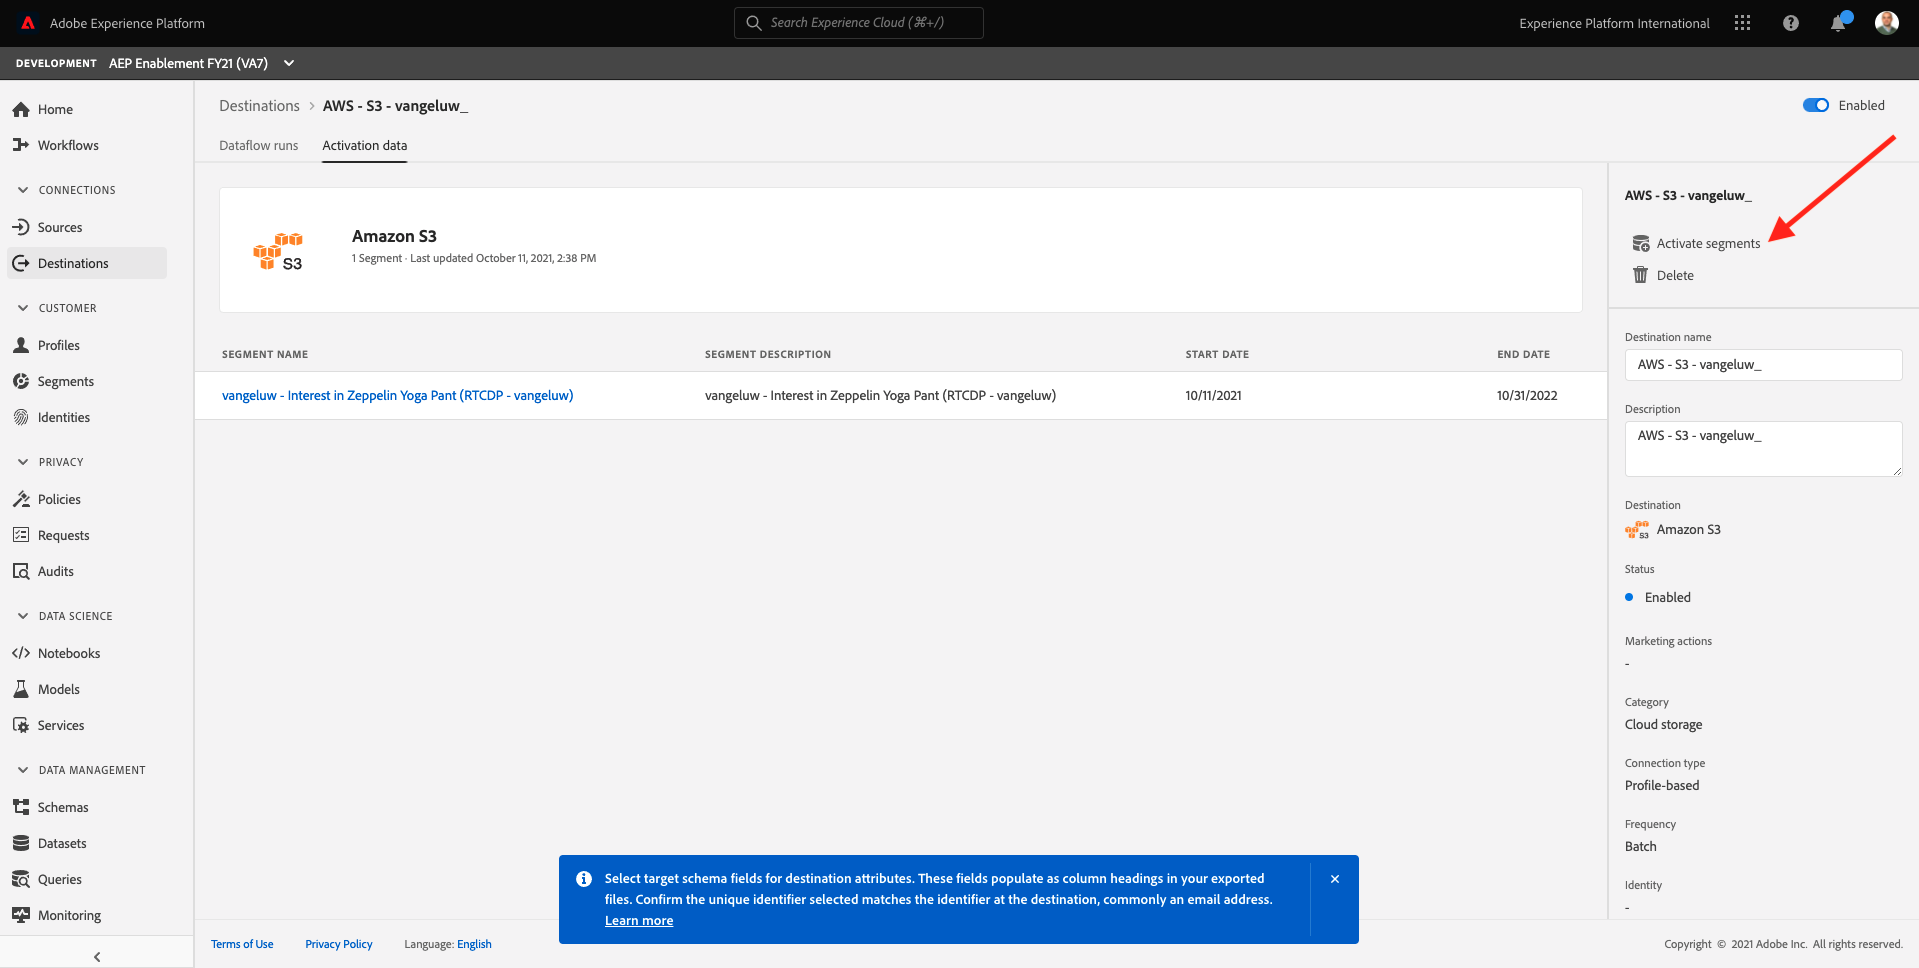 Adobe Experience Platform
Search Experience Cloud (⌘+/)
Experience Platform International
DEVELOPMENT AEP Enablement FY21 (VA7)
Home
Workflows
CONNECTIONS
Sources
Destinations
CUSTOMER
Profiles
Segments
Identities
PRIVACY
Policies
Requests
Audits
DATA SCIENCE
Notebooks
Models
Services
DATA MANAGEMENT
Schemas
Datasets
Queries
Monitoring
Destinations > AWS - S3 - vangeluw_
Enabled
Dataflow runs Activation data
S3
Amazon S3
1 Segment · Last updated October 11, 2021, 2:38 PM
SEGMENT NAME SEGMENT DESCRIPTION START DATE END DATE
vangeluw - Interest in Zeppelin Yoga Pant (RTCDP - vangeluw) vangeluw - Interest in Zeppelin Yoga Pant (RTCDP - vangeluw) 10/11/2021 10/31/2022
AWS - S3 - vangeluw_
Activate segments
Delete
Destination name
AWS - S3 - vangeluw_
Description
AWS - S3 - vangeluw_
Destination
S3 Amazon S3
Status
Enabled
Marketing actions
-
Category
Cloud storage
Connection type
Profile-based
Frequency
Batch
Identity
-
Select target schema fields for destination attributes. These fields populate as column headings in your exported
files. Confirm the unique identifier selected matches the identifier at the destination, commonly an email address.
Learn more
Terms of Use Privacy Policy Language: English
Copyright © 2021 Adobe Inc. All rights reserved.